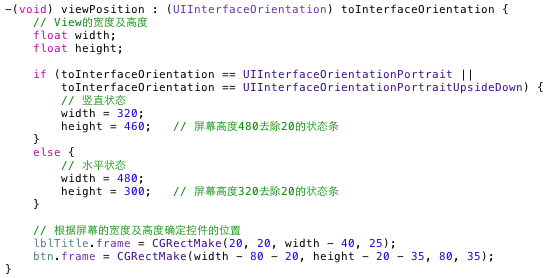 -(void) viewPosition : (UIInterfaceOrientation) toInterfaceOrientation {
    // View的宽度及高度
    float width;
    float height;

    if (toInterfaceOrientation == UIInterfaceOrientationPortrait ||
        toInterfaceOrientation == UIInterfaceOrientationPortraitUpsideDown) {
        // 竖直状态
        width = 320;
        height = 460;   // 屏幕高度480去除20的状态条
    }
    else {
        // 水平状态
        width = 480;
        height = 300;   // 屏幕高度320去除20的状态条
    }

    // 根据屏幕的宽度及高度确定控件的位置
    lblTitle.frame = CGRectMake(20, 20, width - 40, 25);
    btn.frame = CGRectMake(width - 80 - 20, height - 20 - 35, 80, 35);
}